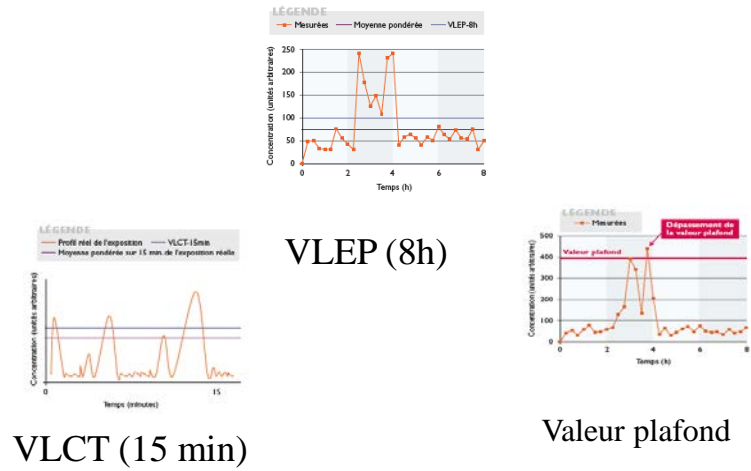 LÉGENDE
Mesurées
Moyenne pondérée
VLEP-8h
Concentration (unités arbitraires)
250
200
150
100
50
0
0
2
4
6
8
Temps (h)
VLEP (8h)
LÉGENDE
Profil réel de l'exposition
VLCT-15min
Moyenne pondérée sur 15 min.de l'exposition réelle
Concentration (unités arbitraires)
0
15
Temps (minutes)
VLCT (15 min)
LÉGENDE
Mesurées
Dépassement de
la valeur plafond
Valeur plafond
Concentration (unités arbitraires)
500
400
300
200
100
0
0
2
4
6
8
Temps (h)
Valeur plafond